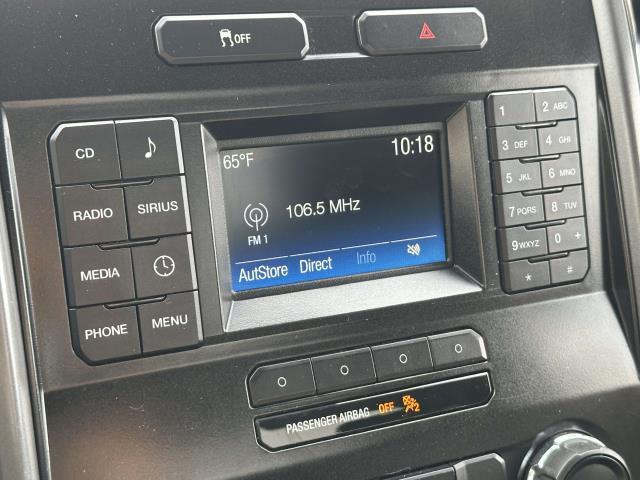 OFF
CD
RADIO
SIRIUS
MEDIA
PHONE
MENU
65°F
10:18
106.5 MHz
FM 1
AutStore Direct Info
1
2 ABC
3 DEF
4 GHI
5 JKL
6 MNO
7 PQRS
8 TUV
9 WXYZ
0 +
*
#
PASSENGER AIRBAG OFF 2